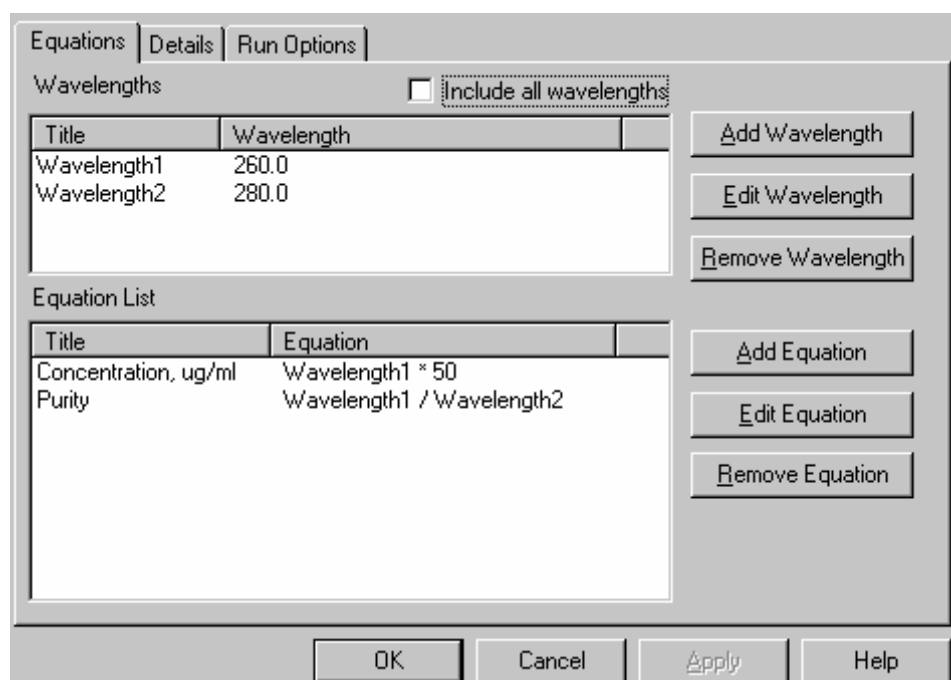 Equations Details Run Options
Wavelengths Include all wavelengths
Title Wavelength
Wavelength1 260.0
Wavelength2 280.0
Add Wavelength
Edit Wavelength
Remove Wavelength
Equation List
Title Equation
Concentration, ug/ml Wavelength1 * 50
Purity Wavelength1 / Wavelength2
Add Equation
Edit Equation
Remove Equation
OK Cancel Apply Help